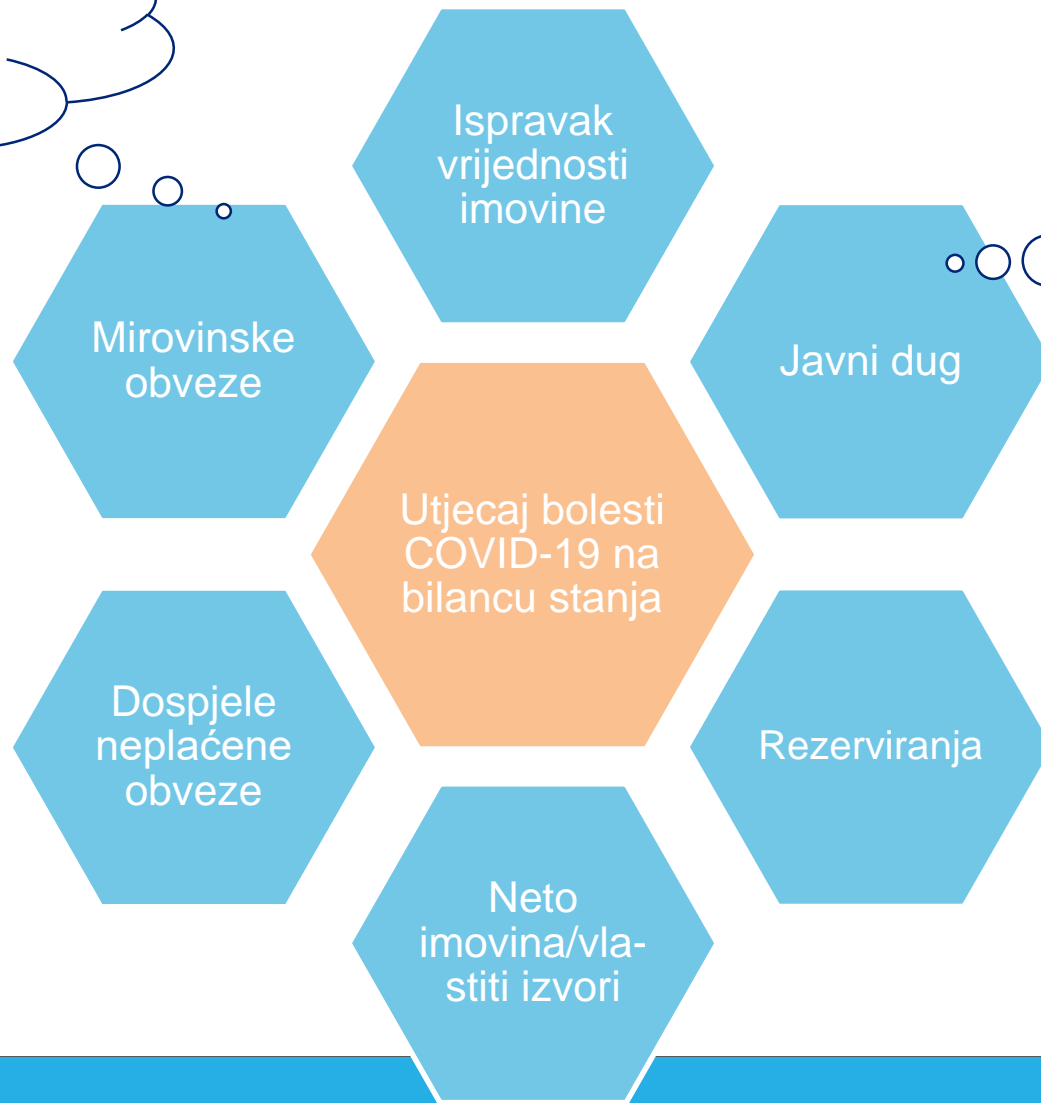 Ispravak
vrijednosti
imovine
Mirovinske
obveze
Javni dug
Utjecaj bolesti
COVID-19 na
bilancu stanja
Dospjele
neplaćene
obveze
Rezerviranja
Neto
imovina/vla-
stiti izvori